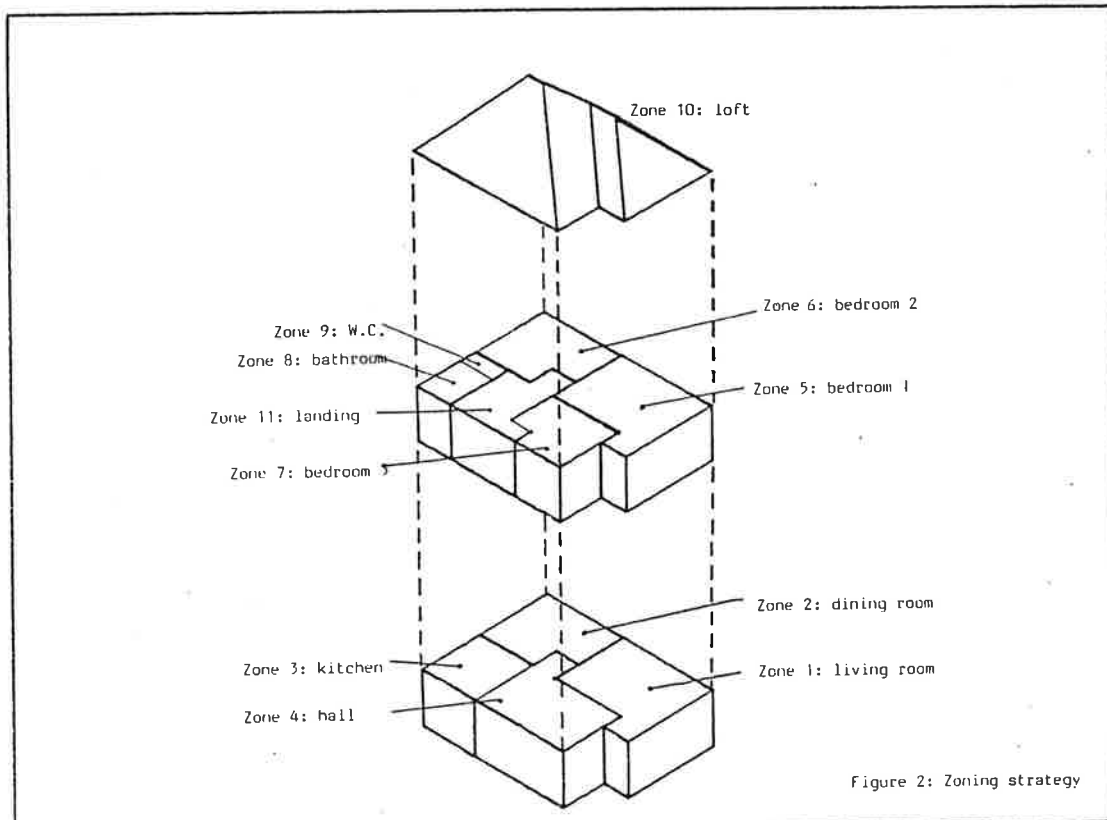 Zone 10: loft
Zone 6: bedroom 2
Zone 9: W.C.
Zone 8: bathroom
Zone 5: bedroom 1
Zone 11: landing
Zone 7: bedroom 3
Zone 2: dining room
Zone 3: kitchen
Zone 1: living room
Zone 4: hall
Figure 2: Zoning strategy